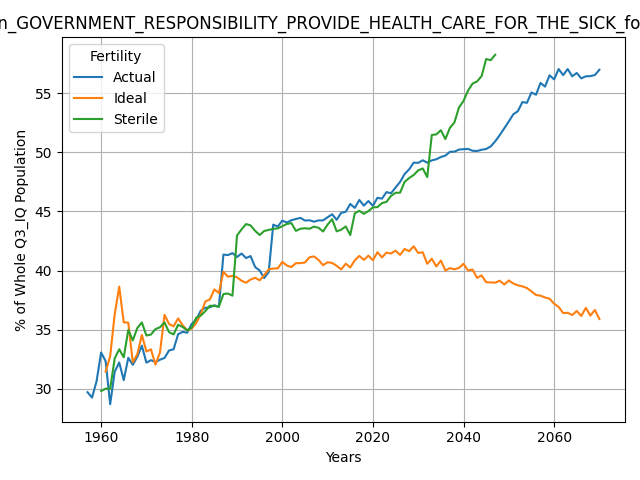 n_GOVERNMENT_RESPONSIBILITY_PROVIDE_HEALTH_CARE_FOR_THE_SICK_fo
Fertility
Actual
Ideal
Sterile
% of Whole Q3_IQ Population
55
50
45
40
35
30
1960 1980 2000 2020 2040 2060
Years